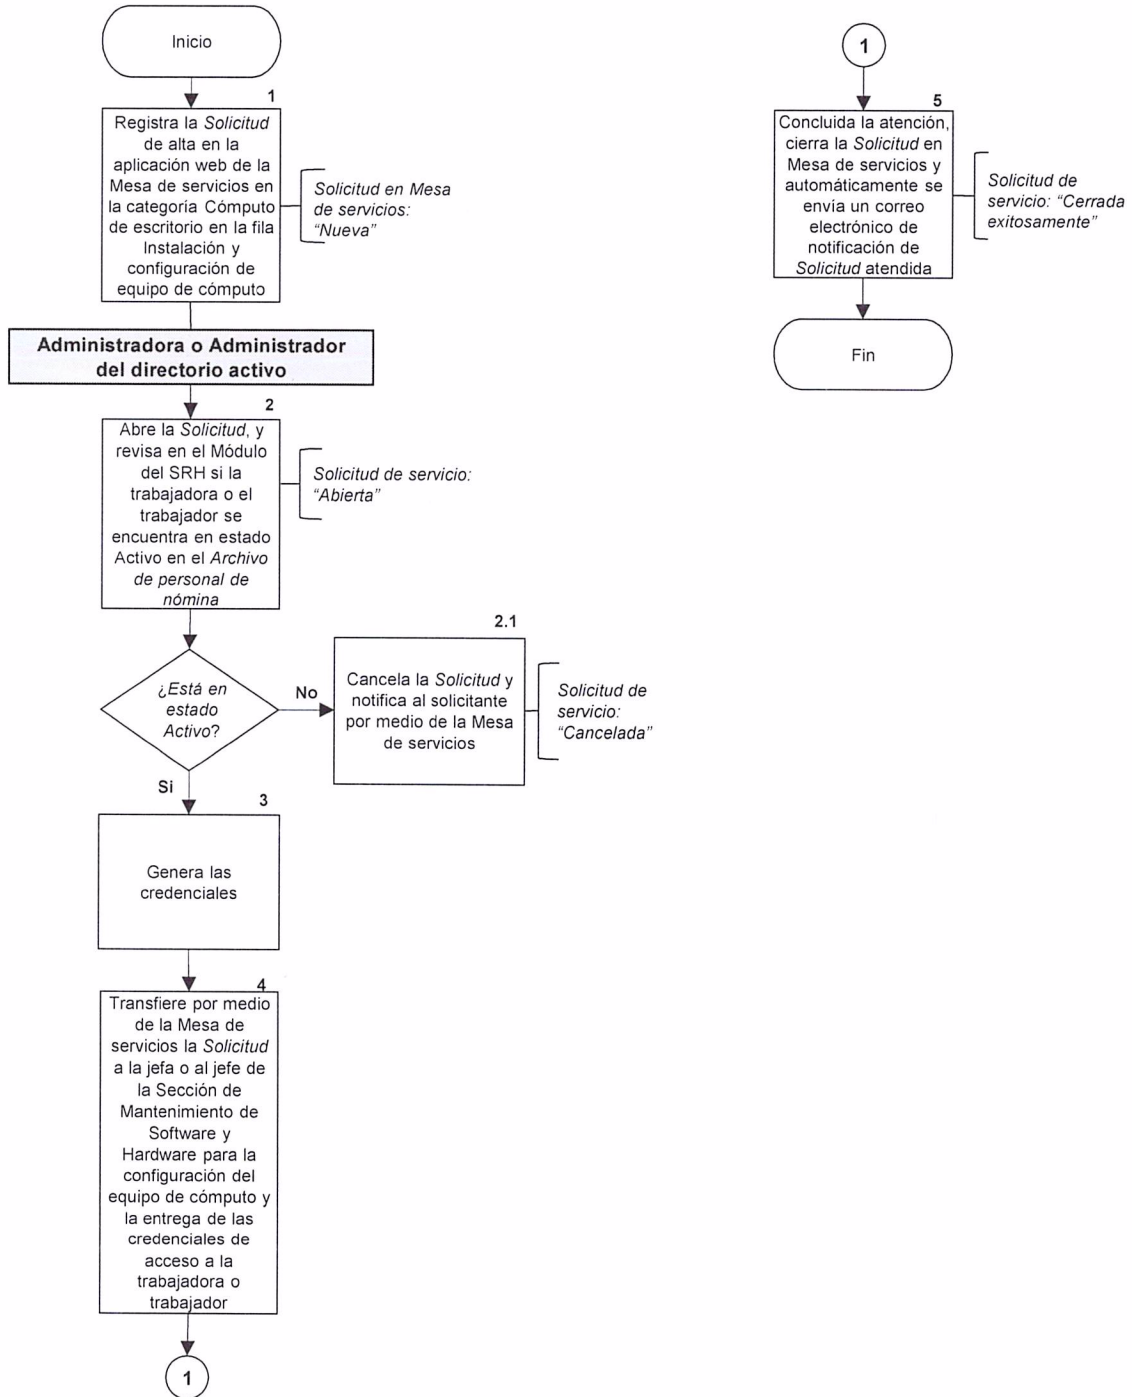 Inicio
1
Registra la Solicitud
de alta en la
aplicación web de la
Mesa de servicios en
la categoría Cómputo
de escritorio en la fila
Instalación y
configuración de
equipo de cómputo
Solicitud en Mesa
de servicios:
“Nueva”
Administradora o Administrador
del directorio activo
2
Abre la Solicitud, y
revisa en el Módulo
del SRH si la
trabajadora o el
trabajador se
encuentra en estado
Activo en el Archivo
de personal de
nómina
Solicitud de servicio:
“Abierta”
¿Está en
estado
Activo?
No
2.1
Cancela la Solicitud y
notifica al solicitante
por medio de la Mesa
de servicios
Solicitud de
servicio:
“Cancelada”
Si
3
Genera las
credenciales
4
Transfiere por medio
de la Mesa de
servicios la Solicitud
a la jefa o al jefe de
la Sección de
Mantenimiento de
Software y
Hardware para la
configuración del
equipo de cómputo y
la entrega de las
credenciales de
acceso a la
trabajadora o
trabajador
1
1
5
Concluida la atención,
cierra la Solicitud en
Mesa de servicios y
automáticamente se
envía un correo
electrónico de
notificación de
Solicitud atendida
Solicitud de
servicio: “Cerrada
exitosamente”
Fin